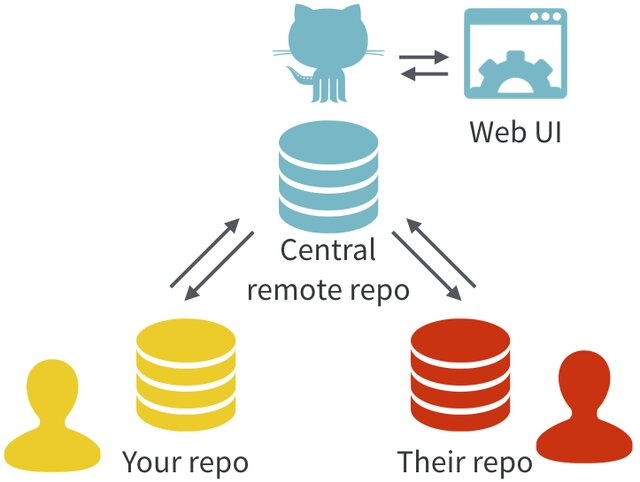 Web UI
Central
remote repo
Your repo
Their repo